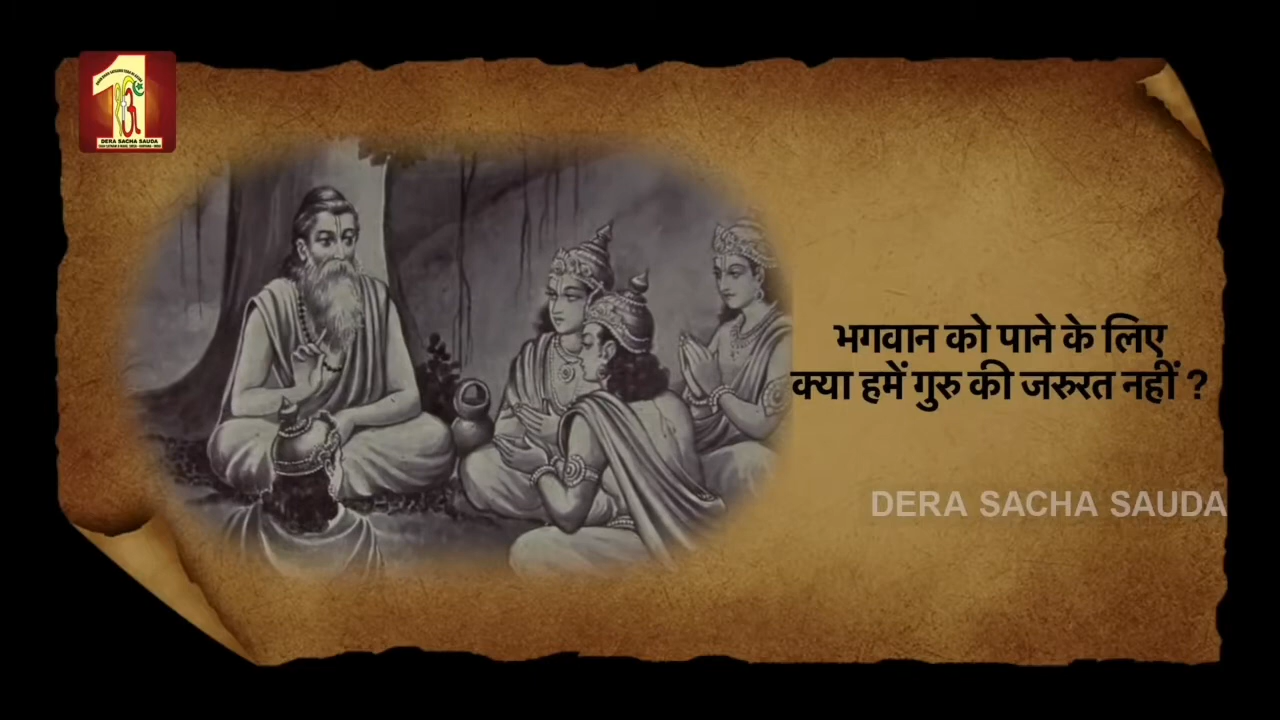 DERA SACHA SAUDA
भगवान को पाने के लिए
क्या हमें गुरु की जरुरत नहीं ?
DERA SACHA SAUDA